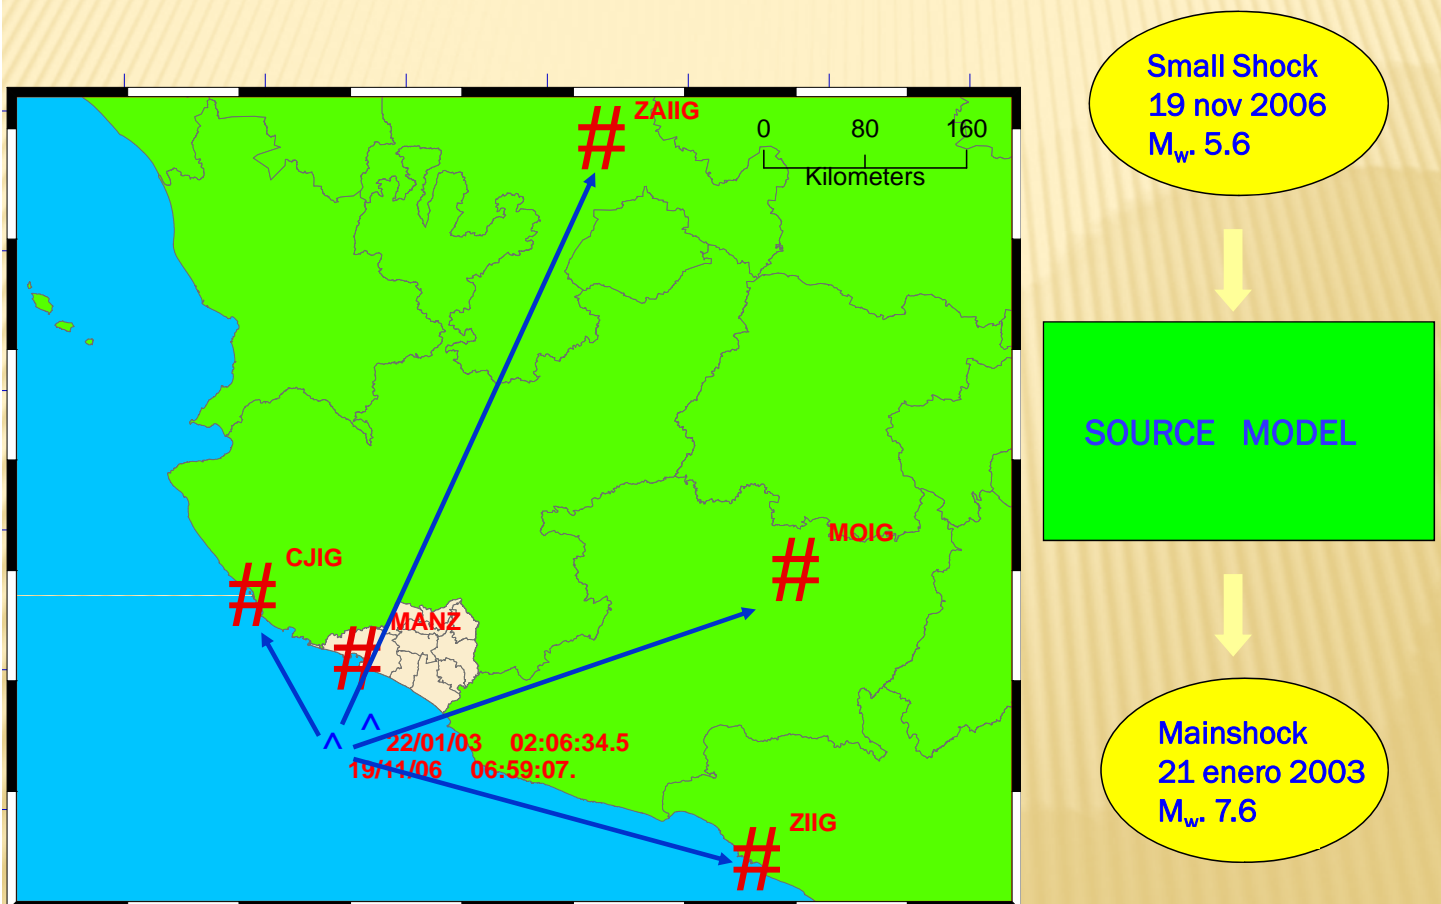 ZAIIG
0 80 160
Kilometers
CJIG
MOIG
MANZ
22/01/03 02:06:34.5
19/11/06 06:59:07.
ZIIG
Small Shock
19 nov 2006
Mw. 5.6
SOURCE MODEL
Mainshock
21 enero 2003
Mw. 7.6